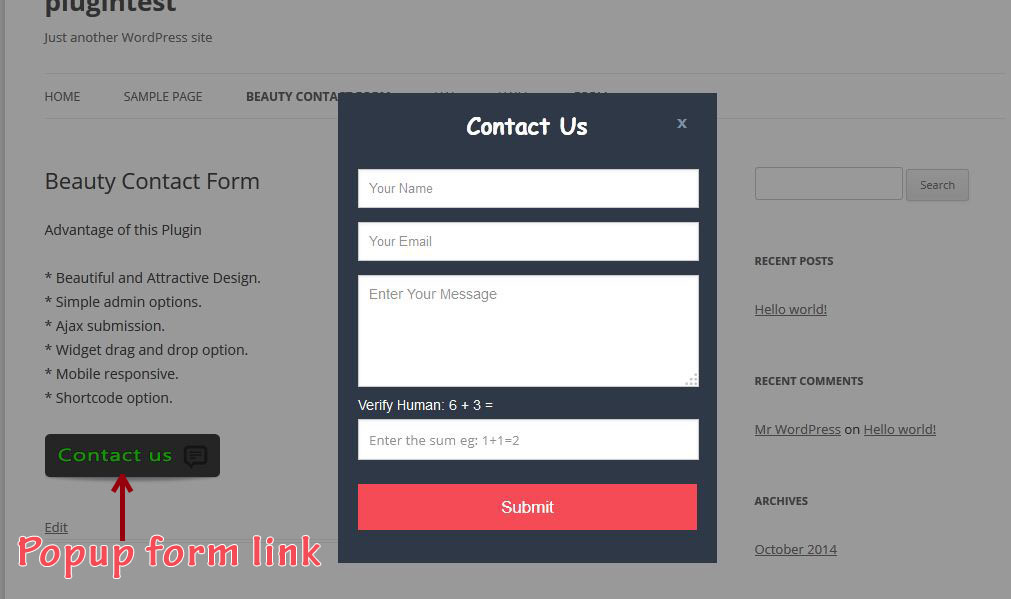 plugintest
Just another WordPress site
HOME SAMPLE PAGE BEAUTY CONTA
Contact Us x
Beauty Contact Form
Advantage of this Plugin
* Beautiful and Attractive Design.
* Simple admin options.
* Ajax submission.
* Widget drag and drop option.
* Mobile responsive.
* Shortcode option.
Contact us
Edit
Popup form link
Your Name
Your Email
Enter Your Message
Verify Human: 6 + 3 =
Enter the sum eg: 1+1=2
Submit
Search
RECENT POSTS
Hello world!
RECENT COMMENTS
Mr WordPress on Hello world!
ARCHIVES
October 2014